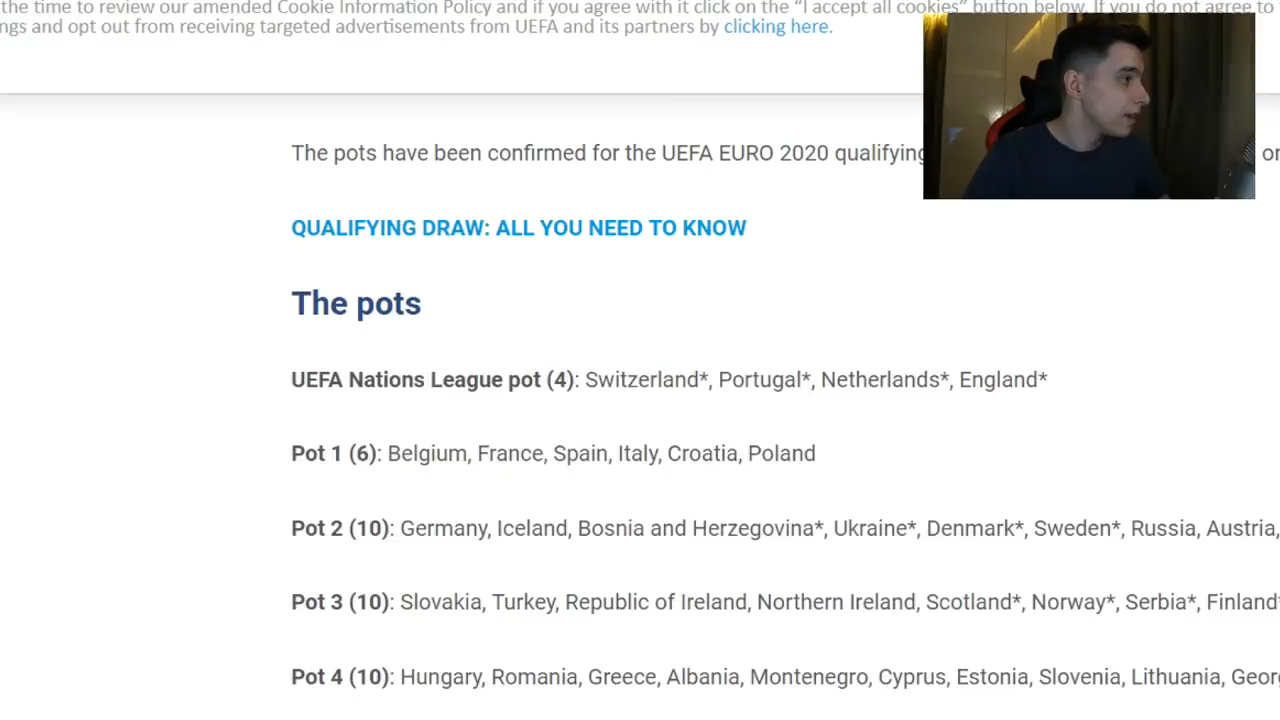 the time to review our amended Cookie Information Policy and if you agree with it click on the “I accept all cookies” button below. If you do not agree to
ngs and opt out from receiving targeted advertisements from UEFA and its partners by clicking here.
The pots have been confirmed for the UEFA EURO 2020 qualifying
QUALIFYING DRAW: ALL YOU NEED TO KNOW
The pots
UEFA Nations League pot (4): Switzerland*, Portugal*, Netherlands*, England*
Pot 1 (6): Belgium, France, Spain, Italy, Croatia, Poland
Pot 2 (10): Germany, Iceland, Bosnia and Herzegovina*, Ukraine*, Denmark*, Sweden*, Russia, Austria,
Pot 3 (10): Slovakia, Turkey, Republic of Ireland, Northern Ireland, Scotland*, Norway*, Serbia*, Finland*
Pot 4 (10): Hungary, Romania, Greece, Albania, Montenegro, Cyprus, Estonia, Slovenia, Lithuania, Geor